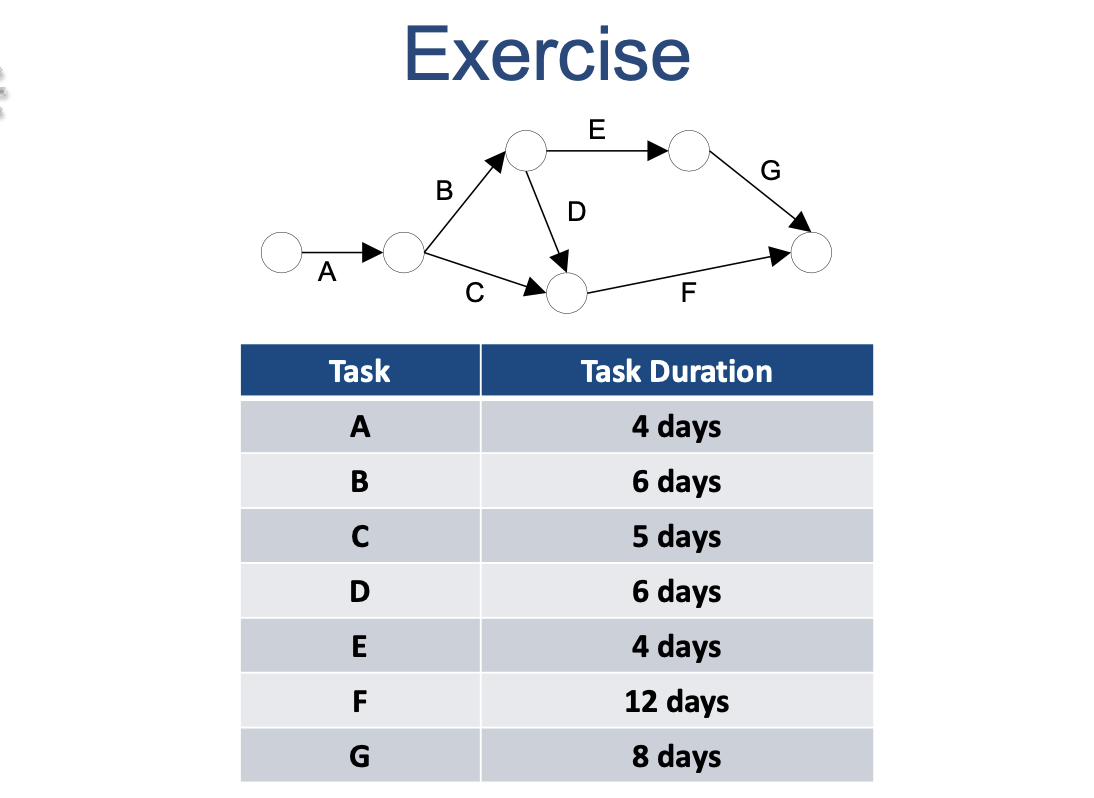 Exercise
E
G
B
D
A
C
F
Task Task Duration
A 4 days
B 6 days
C 5 days
D 6 days
E 4 days
F 12 days
G 8 days